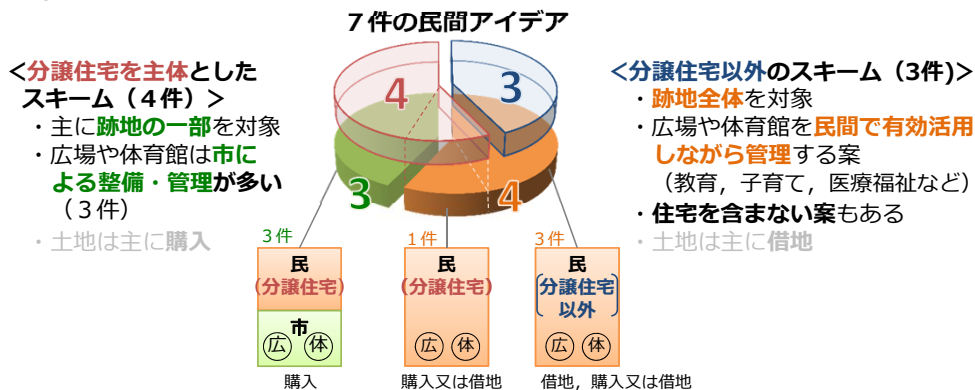 ７件の民間アイデア
<分譲住宅を主体とした
スキーム（４件）>
・主に跡地の一部を対象
・広場や体育館は市に
よる整備・管理が多い
（３件）
・土地は主に購入
4
3
3
4
<分譲住宅以外のスキーム（3件)>
・跡地全体を対象
・広場や体育館を民間で有効活用
しながら管理する案
（教育，子育て，医療福祉など）
・住宅を含まない案もある
・土地は主に借地
３件
民
(分譲住宅)
市
広 体
購入
１件
民
(分譲住宅)
広 体
購入又は借地
３件
民
分譲住宅
以外
広 体
借地，購入又は借地